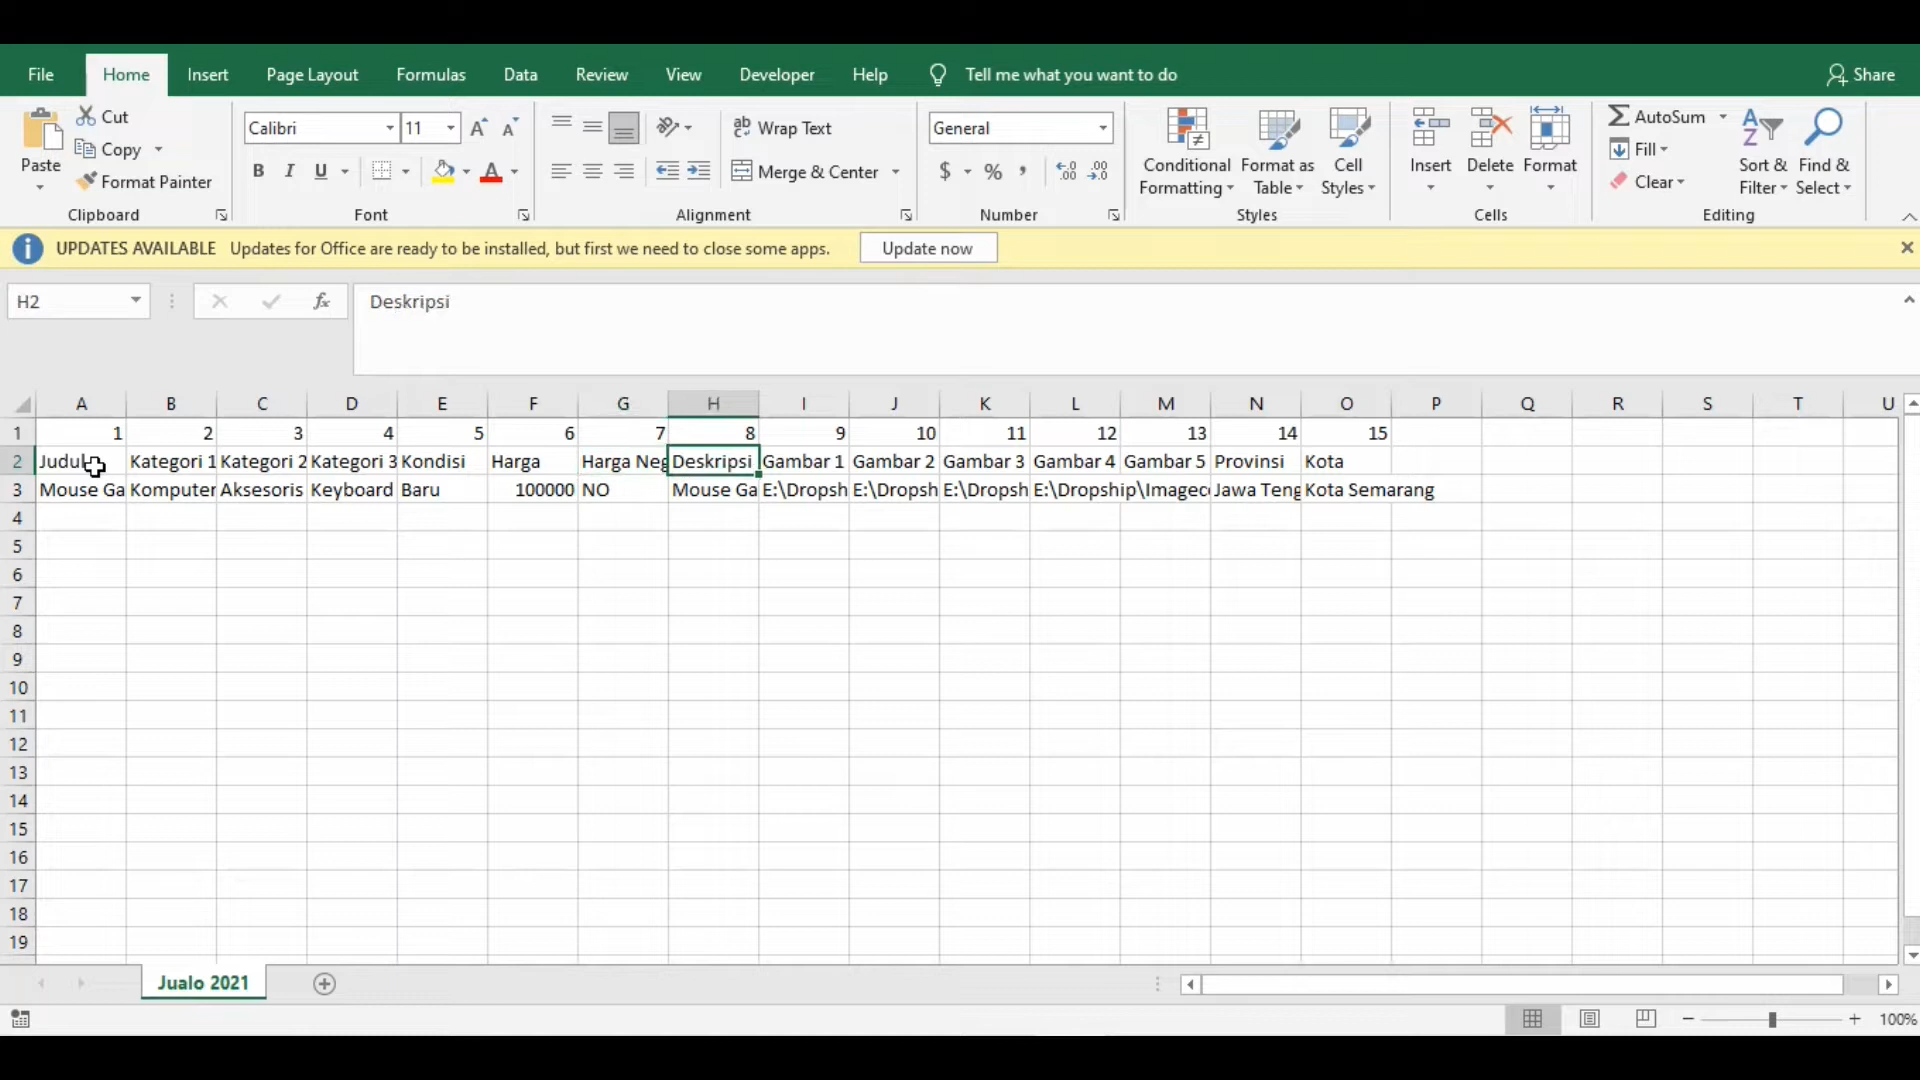 File Home Insert Page Layout Formulas Data Review View Developer Help Tell me what you want to do Share
Paste
Cut
Copy
Format Painter
Clipboard
Calibri 11
B I U
Font
Wrap Text
Merge & Center
Alignment
General
$ % ,
Number
Conditional Formatting
Format as Table
Cell Styles
Styles
Insert Delete Format
Cells
AutoSum
Fill
Clear
Sort & Filter
Find & Select
Editing
UPDATES AVAILABLE Updates for Office are ready to be installed, but first we need to close some apps. Update now
H2 fx Deskripsi
A B C D E F G H I J K L M N O P Q R S T U
1 1 2 3 4 5 6 7 8 9 10 11 12 13 14 15
2 Judul Kategori 1 Kategori 2 Kategori 3 Kondisi Harga Harga Neg Deskripsi Gambar 1 Gambar 2 Gambar 3 Gambar 4 Gambar 5 Provinsi Kota
3 Mouse Ga Komputer Aksesoris Keyboard Baru 100000 NO Mouse Ga E:\Dropsh E:\Dropsh E:\Dropsh E:\Dropship\Imagec Jawa Teng Kota Semarang
4
5
6
7
8
9
10
11
12
13
14
15
16
17
18
19
Jualo 2021
100%